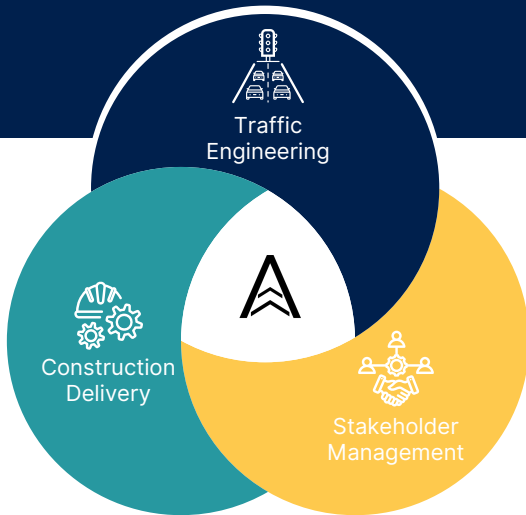 Traffic
Engineering
Construction
Delivery
Stakeholder
Management